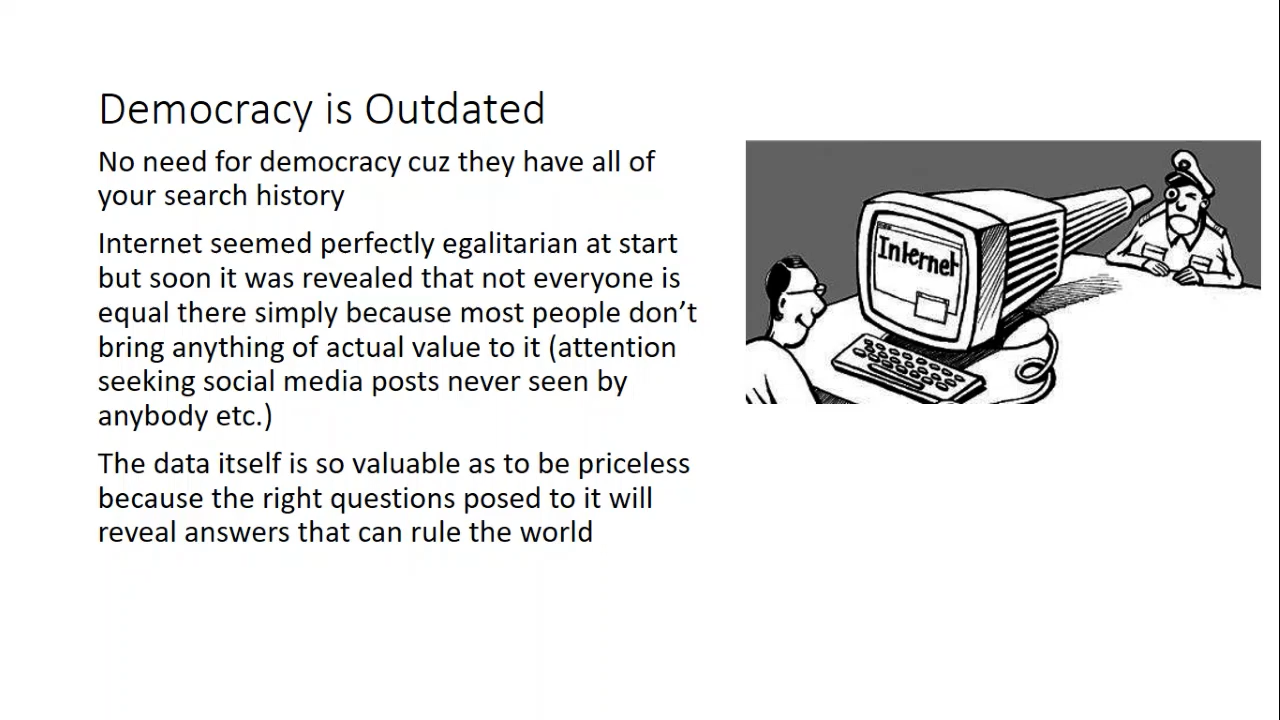 Democracy is Outdated
No need for democracy cuz they have all of
your search history
Internet seemed perfectly egalitarian at start
but soon it was revealed that not everyone is
equal there simply because most people don’t
bring anything of actual value to it (attention
seeking social media posts never seen by
anybody etc.)
The data itself is so valuable as to be priceless
because the right questions posed to it will
reveal answers that can rule the world
Internet